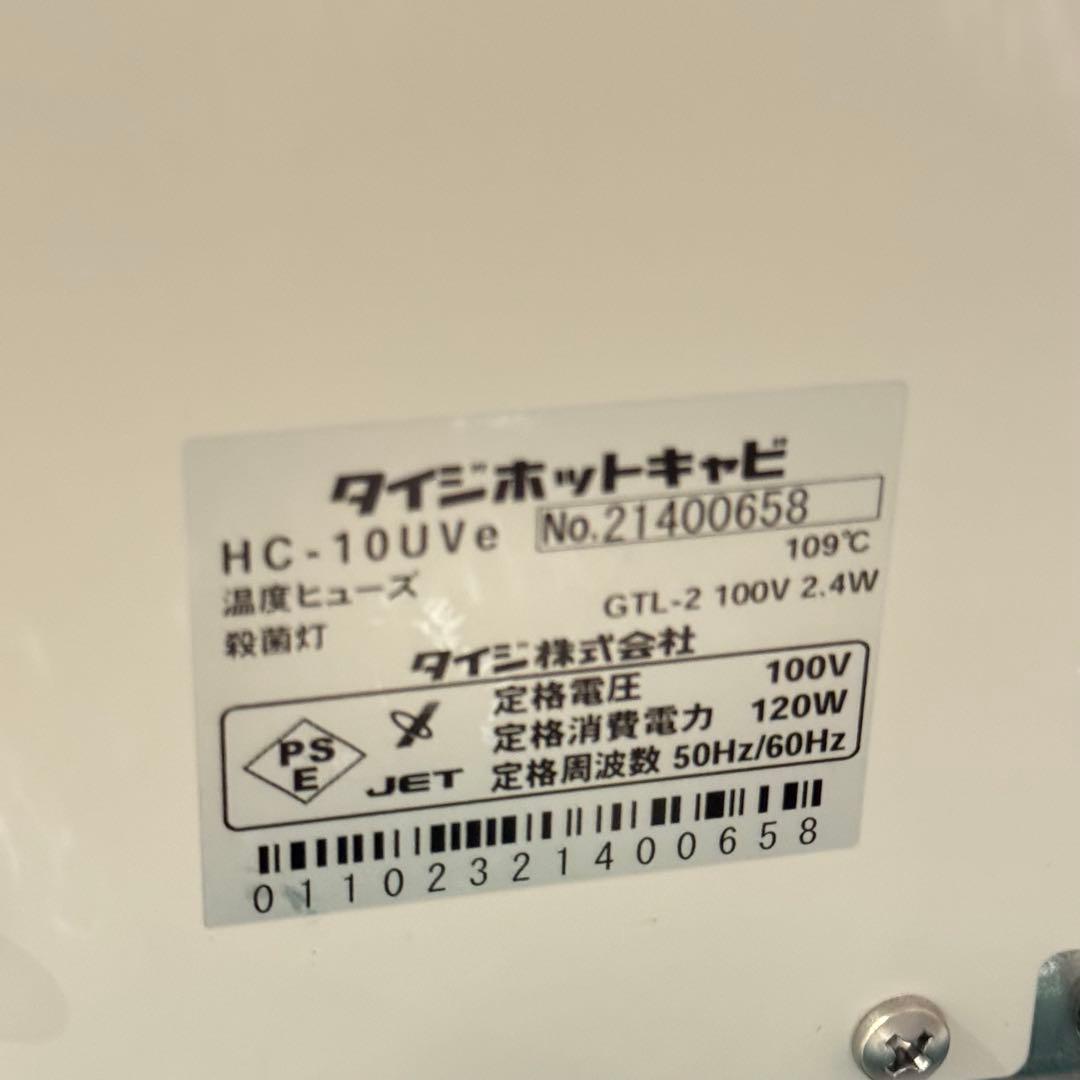 タイジホットキャビ
HC-10UVe No.21400658
温度ヒューズ 109℃
殺菌灯 GTL-2 100V 2.4W
タイジ株式会社
PS
E
JET
定格電圧 100V
定格消費電力 120W
定格周波数 50Hz/60Hz
0110232140 0658